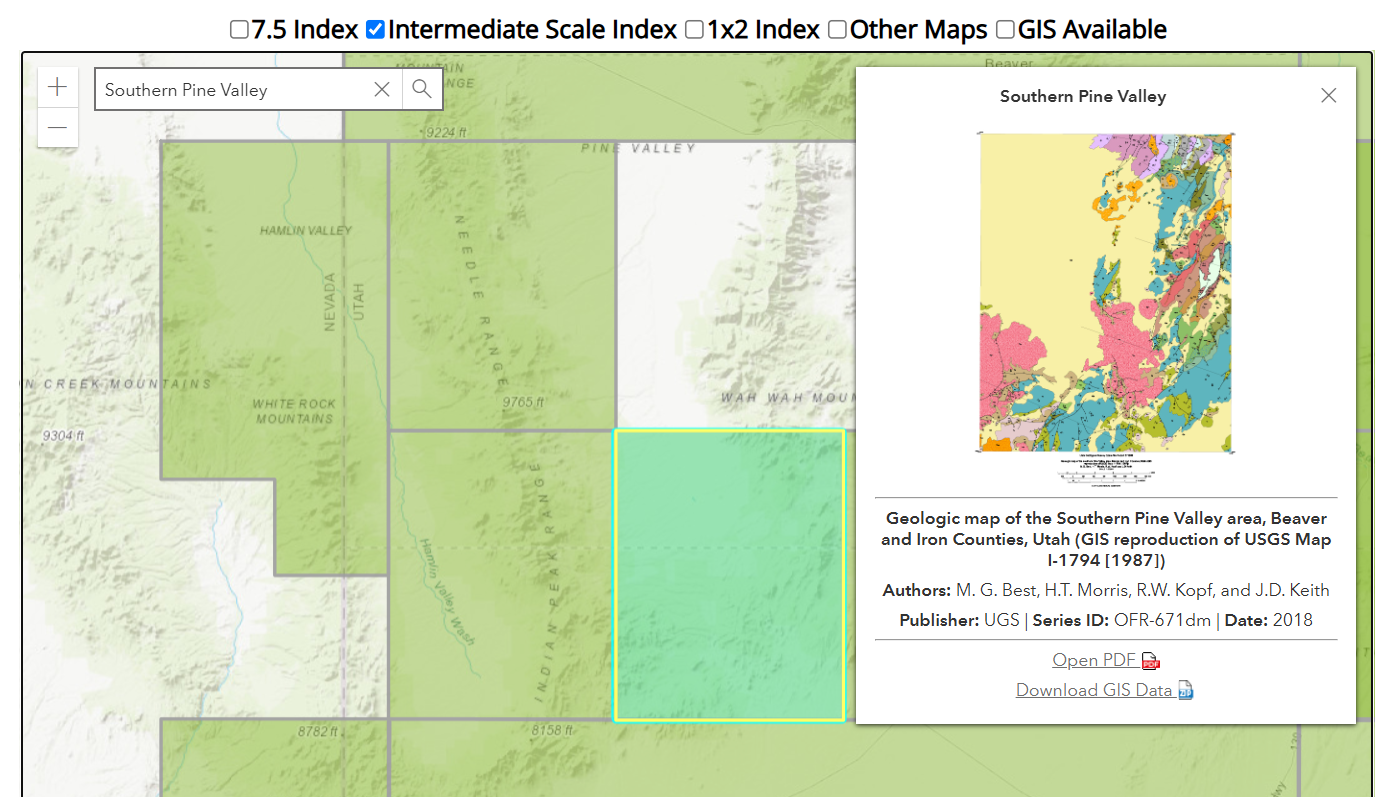 7.5 Index Intermediate Scale Index 1x2 Index Other Maps GIS Available
Southern Pine Valley
MOUNTAIN
Beaver
9224 ft
PINE VALLEY
HAMLIN VALLEY
NEVADA
UTAH
NEEDLE RANGE
N CREEK MOUNTAINS
WHITE ROCK
MOUNTAINS
9765 ft
WAH WAH MOUN
9304 ft
Hamlin Valley Wash
INDIAN PEAK RANGE
8782 ft
8158 ft
Southern Pine Valley
Geologic map of the Southern Pine Valley area, Beaver
and Iron Counties, Utah (GIS reproduction of USGS Map
I-1794 [1987])
Authors: M. G. Best, H.T. Morris, R.W. Kopf, and J.D. Keith
Publisher: UGS | Series ID: OFR-671dm | Date: 2018
Open PDF
Download GIS Data